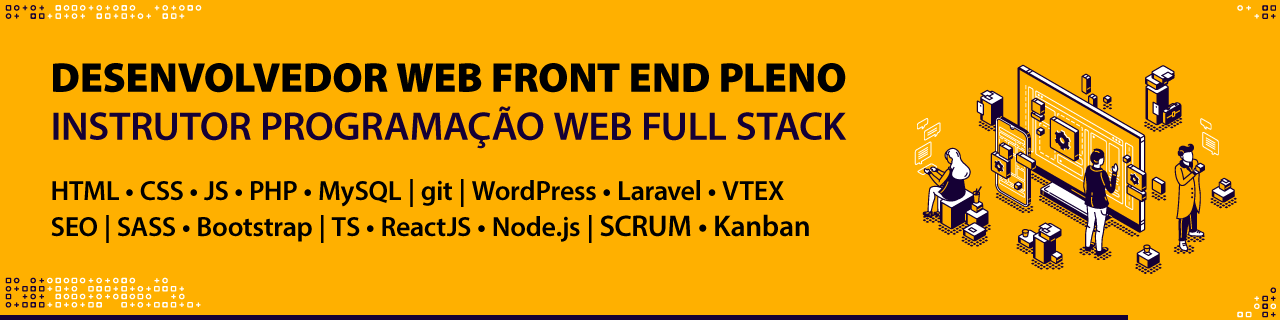 DESENVOLVEDOR WEB FRONT END PLENO
INSTRUTOR PROGRAMAÇÃO WEB FULL STACK
HTML • CSS • JS • PHP • MySQL | git | WordPress • Laravel • VTEX
SEO | SASS • Bootstrap | TS • ReactJS • Node.js | SCRUM • Kanban